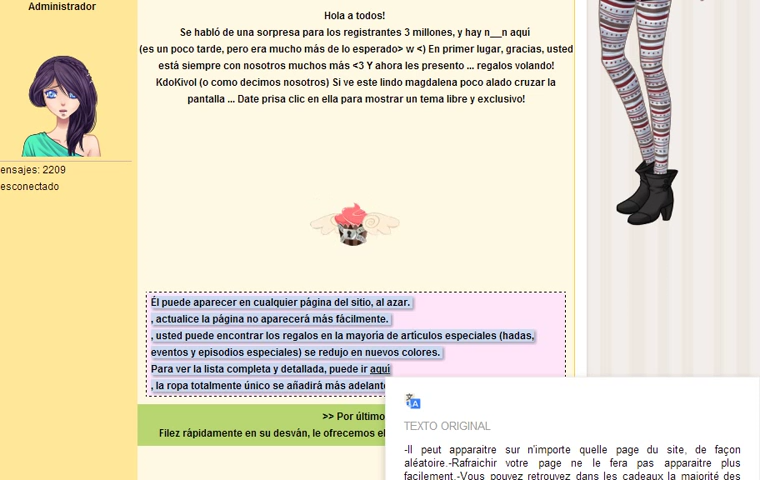 Administrador
ensajes: 2209
esconectado
Hola a todos!
Se habló de una sorpresa para los registrantes 3 millones, y hay n__n aquí
(es un poco tarde, pero era mucho más de lo esperado> w <) En primer lugar, gracias, usted
está siempre con nosotros muchos más <3 Y ahora les presento ... regalos volando!
KdoKivol (o como decimos nosotros) Si ve este lindo magdalena poco alado cruzar la
pantalla ... Date prisa clic en ella para mostrar un tema libre y exclusivo!
Él puede aparecer en cualquier página del sitio, al azar.
, actualice la página no aparecerá más fácilmente.
, usted puede encontrar los regalos en la mayoría de artículos especiales (hadas,
eventos y episodios especiales) se redujo en nuevos colores.
Para ver la lista completa y detallada, puede ir aquí
, la ropa totalmente único se añadirá más adelante
>> Por último
Filez rápidamente en su desván, le ofrecemos el
TEXTO ORIGINAL
-Il peut apparaitre sur n'importe quelle page du site, de façon
aléatoire.-Rafraichir votre page ne le fera pas apparaitre plus
facilement.-Vous pouvez retrouvez dans les cadeaux la majorité des